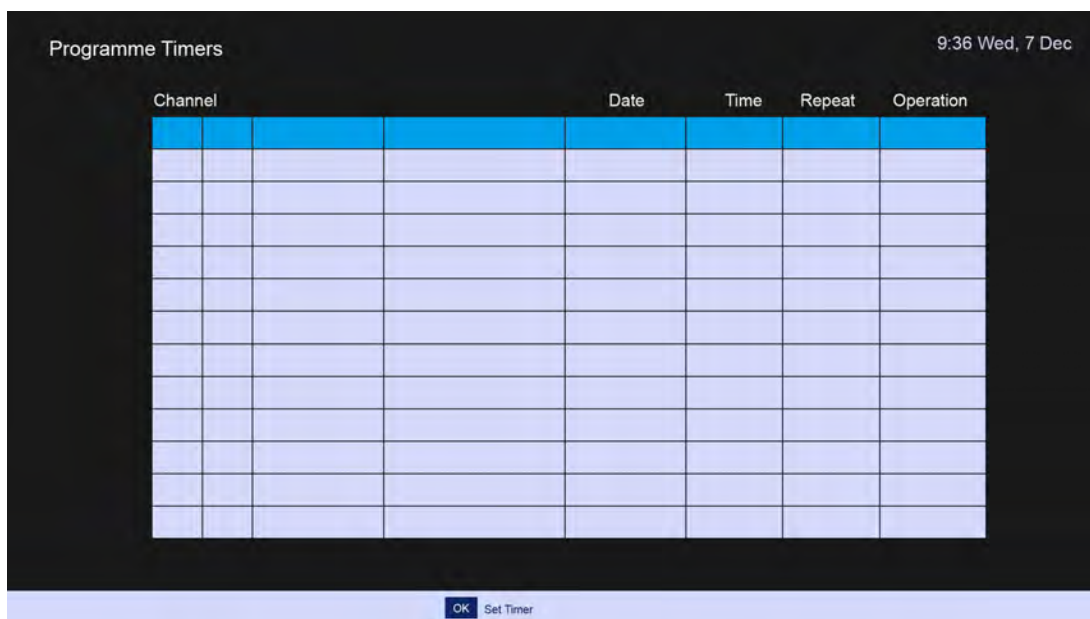 Programme Timers
9:36 Wed, 7 Dec
Channel Date Time Repeat Operation
OK Set Timer